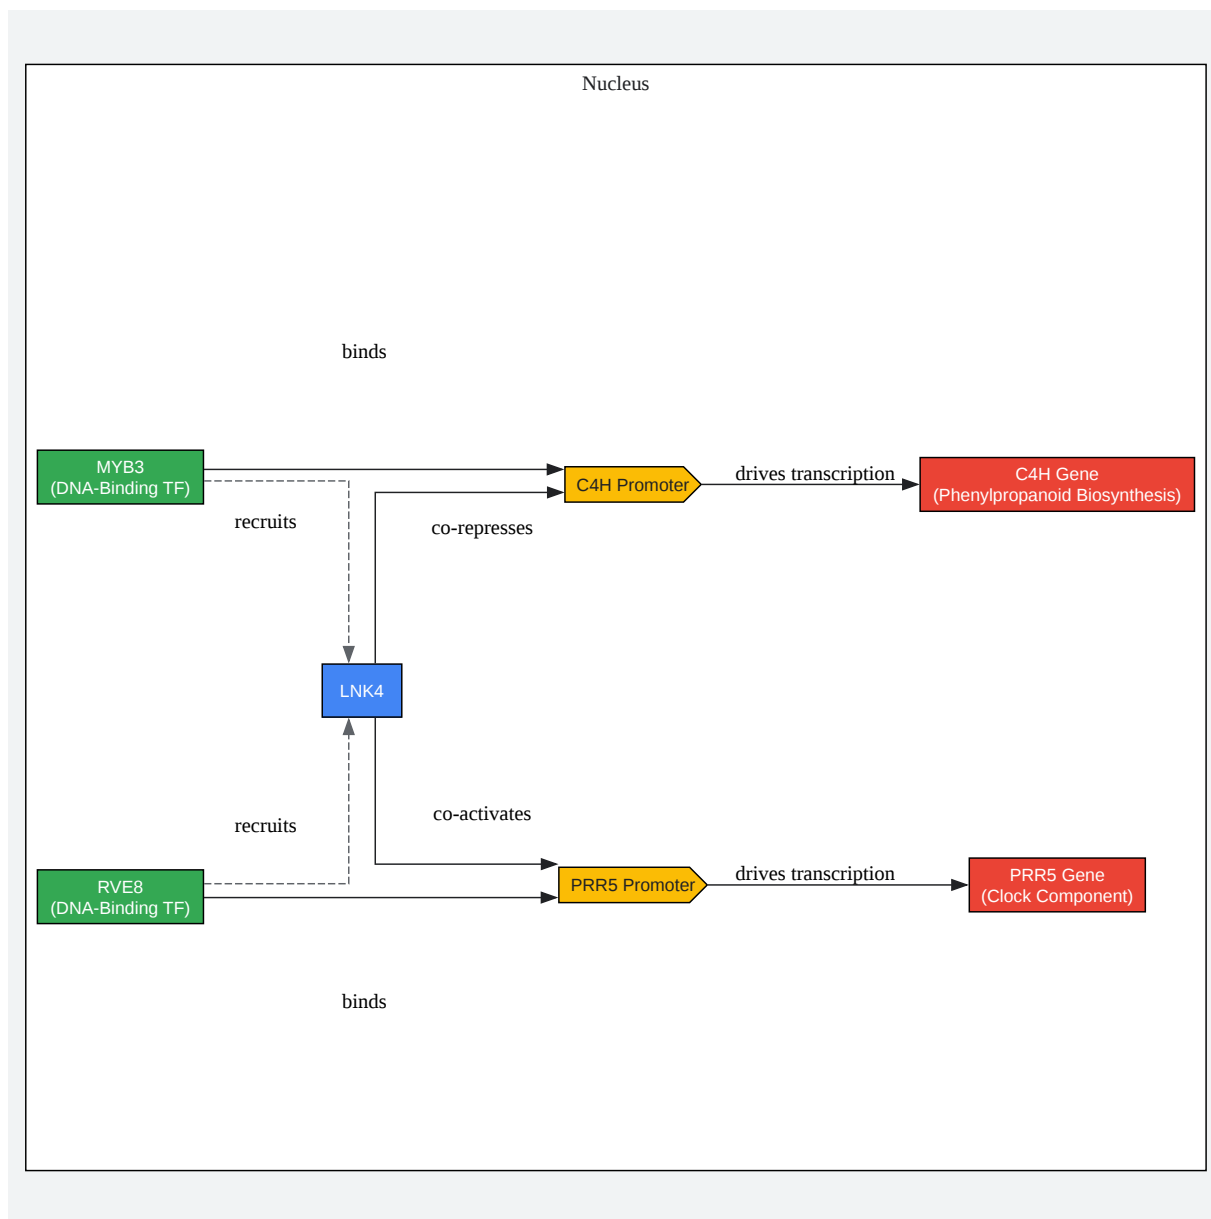 Nucleus
binds
MYB3
(DNA-Binding TF)
recruits
co-represses
C4H Promoter
drives transcription
C4H Gene
(Phenylpropanoid Biosynthesis)
LNK4
recruits
co-activates
RVE8
(DNA-Binding TF)
PRR5 Promoter
drives transcription
PRR5 Gene
(Clock Component)
binds